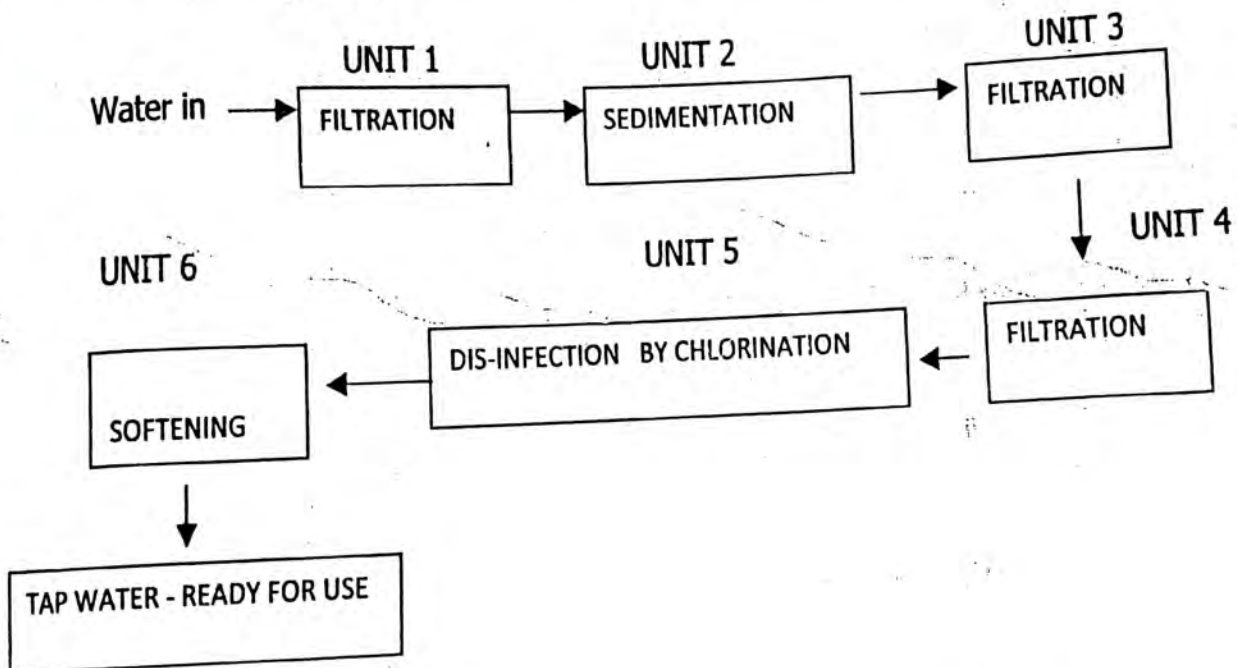 UNIT 1
UNIT 2
UNIT 3
Water in
FILTRATION
SEDIMENTATION
FILTRATION
UNIT 4
UNIT 5
UNIT 6
FILTRATION
DIS-INFECTION BY CHLORINATION
SOFTENING
TAP WATER - READY FOR USE